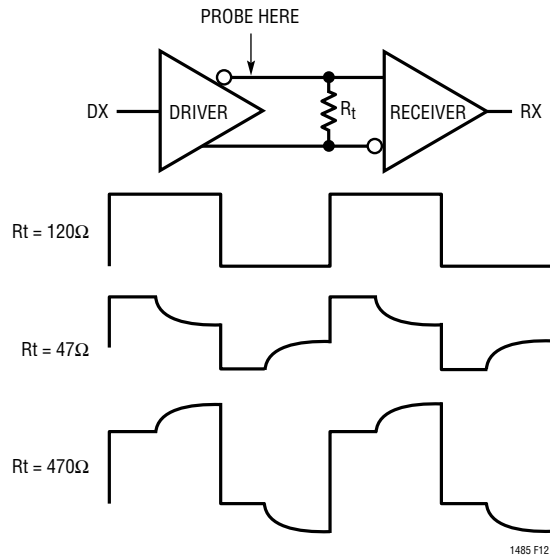 PROBE HERE
DX
DRIVER
Rt
RECEIVER
RX
Rt = 120Ω
Rt = 47Ω
Rt = 470Ω
1485 F12